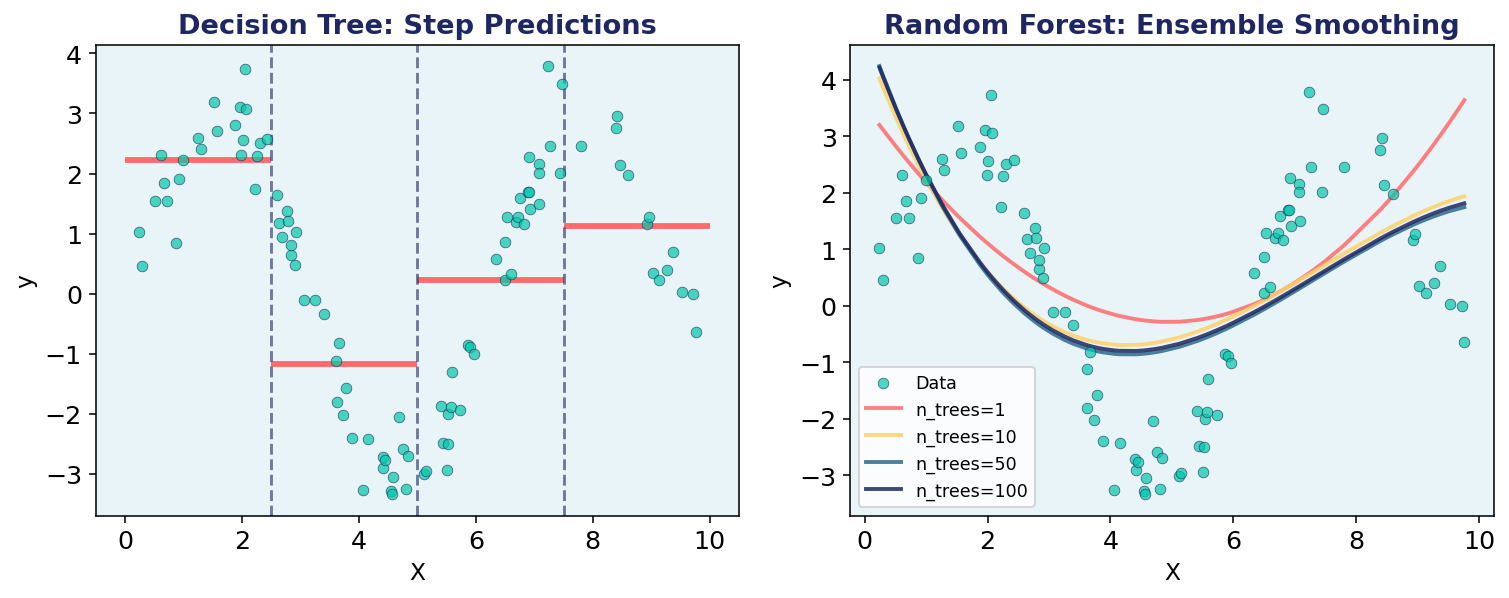 Decision Tree: Step Predictions
4
3
2
1
0
−1
−2
−3
y
0 2 4 6 8 10
X
Random Forest: Ensemble Smoothing
4
3
2
1
0
−1
−2
−3
y
Data
n_trees=1
n_trees=10
n_trees=50
n_trees=100
0 2 4 6 8 10
X